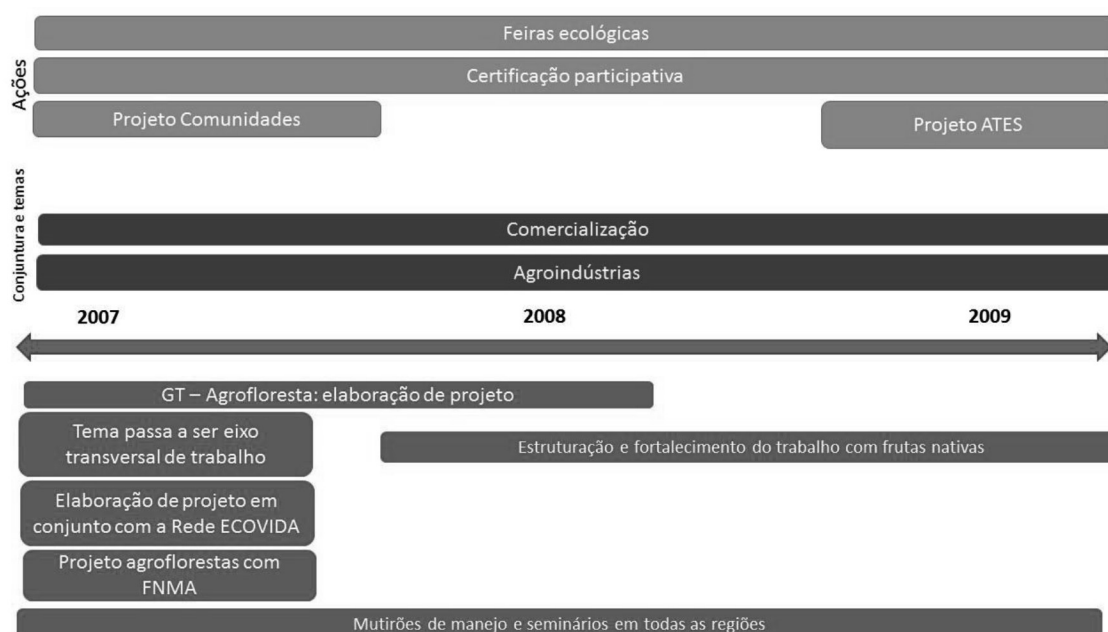 Ações
Feiras ecológicas
Certificação participativa
Projeto Comunidades
Projeto ATES
Conjuntura e temas
Comercialização
Agroindústrias
2007
2008
2009
GT – Agrofloresta: elaboração de projeto
Tema passa a ser eixo
transversal de trabalho
Estruturação e fortalecimento do trabalho com frutas nativas
Elaboração de projeto em
conjunto com a Rede ECOVIDA
Projeto agroflorestas com
FNMA
Mutirões de manejo e seminários em todas as regiões